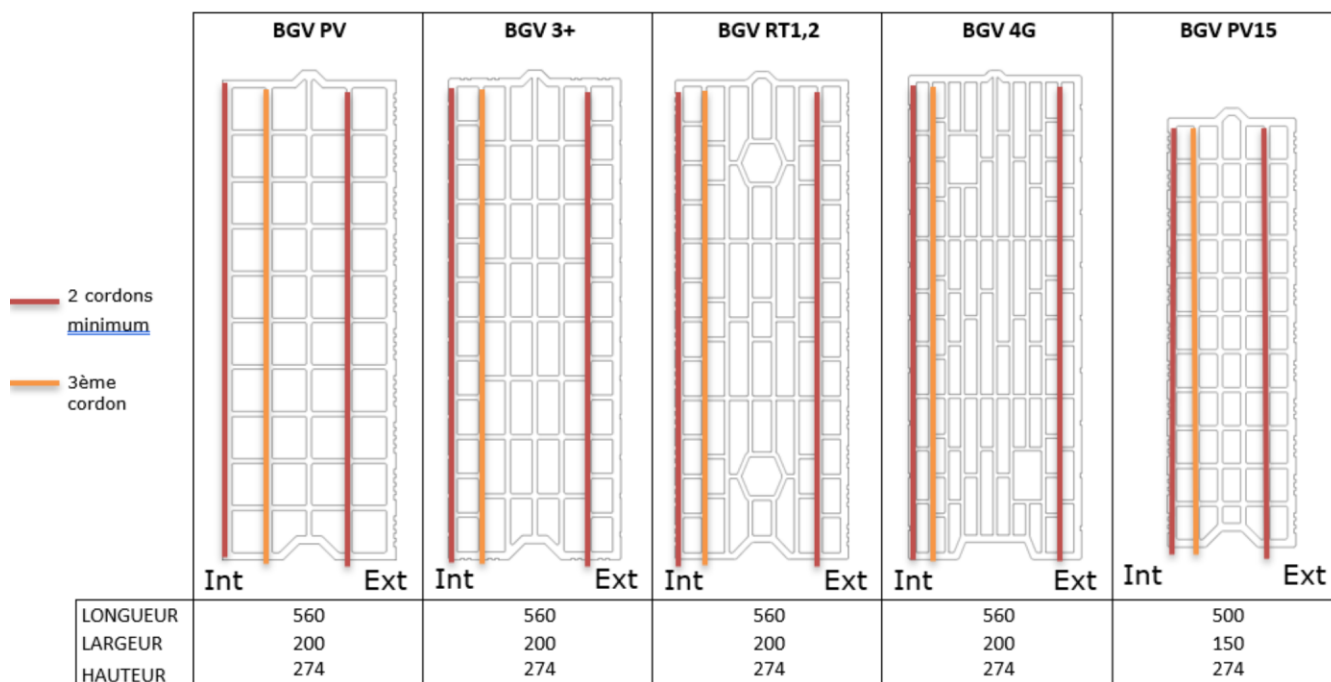 BGV PV BGV 3+ BGV RT1,2 BGV 4G BGV PV15
2 cordons
minimum
3ème
cordon
Int Ext Int Ext Int Ext Int Ext Int Ext
LONGUEUR 560 560 560 560 500
LARGEUR 200 200 200 200 150
HAUTEUR 274 274 274 274 274